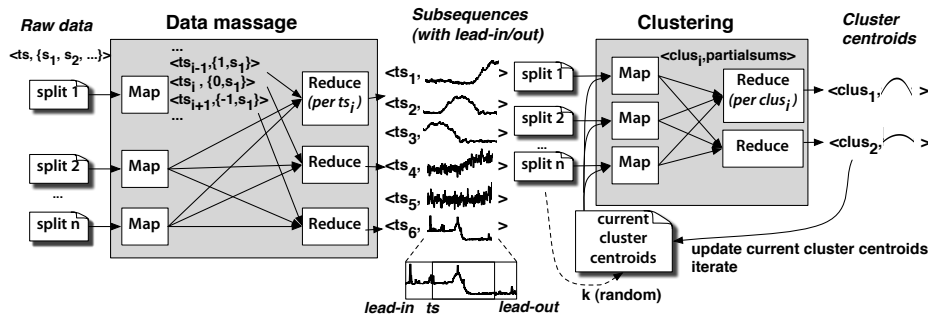 Raw data
<ts, {s1, s2, ...}>
split 1
split 2
...
split n
Data massage
Map
Map
Map
...
<tsi-1,{1,s1}>
<tsi , {0,s1}>
<tsi+1,{-1,s1}>
...
Reduce
(per tsi)
Reduce
Reduce
Subsequences
(with lead-in/out)
<ts1, >
<ts2, >
<ts3, >
<ts4, >
<ts5, >
<ts6, >
lead-in ts lead-out
split 1
split 2
...
split n
Clustering
<clusi,partialsums>
Map
Map
Map
Reduce
(per clusi)
Reduce
Cluster
centroids
<clus1, >
<clus2, >
current
cluster
centroids
update current cluster centroids
iterate
k (random)